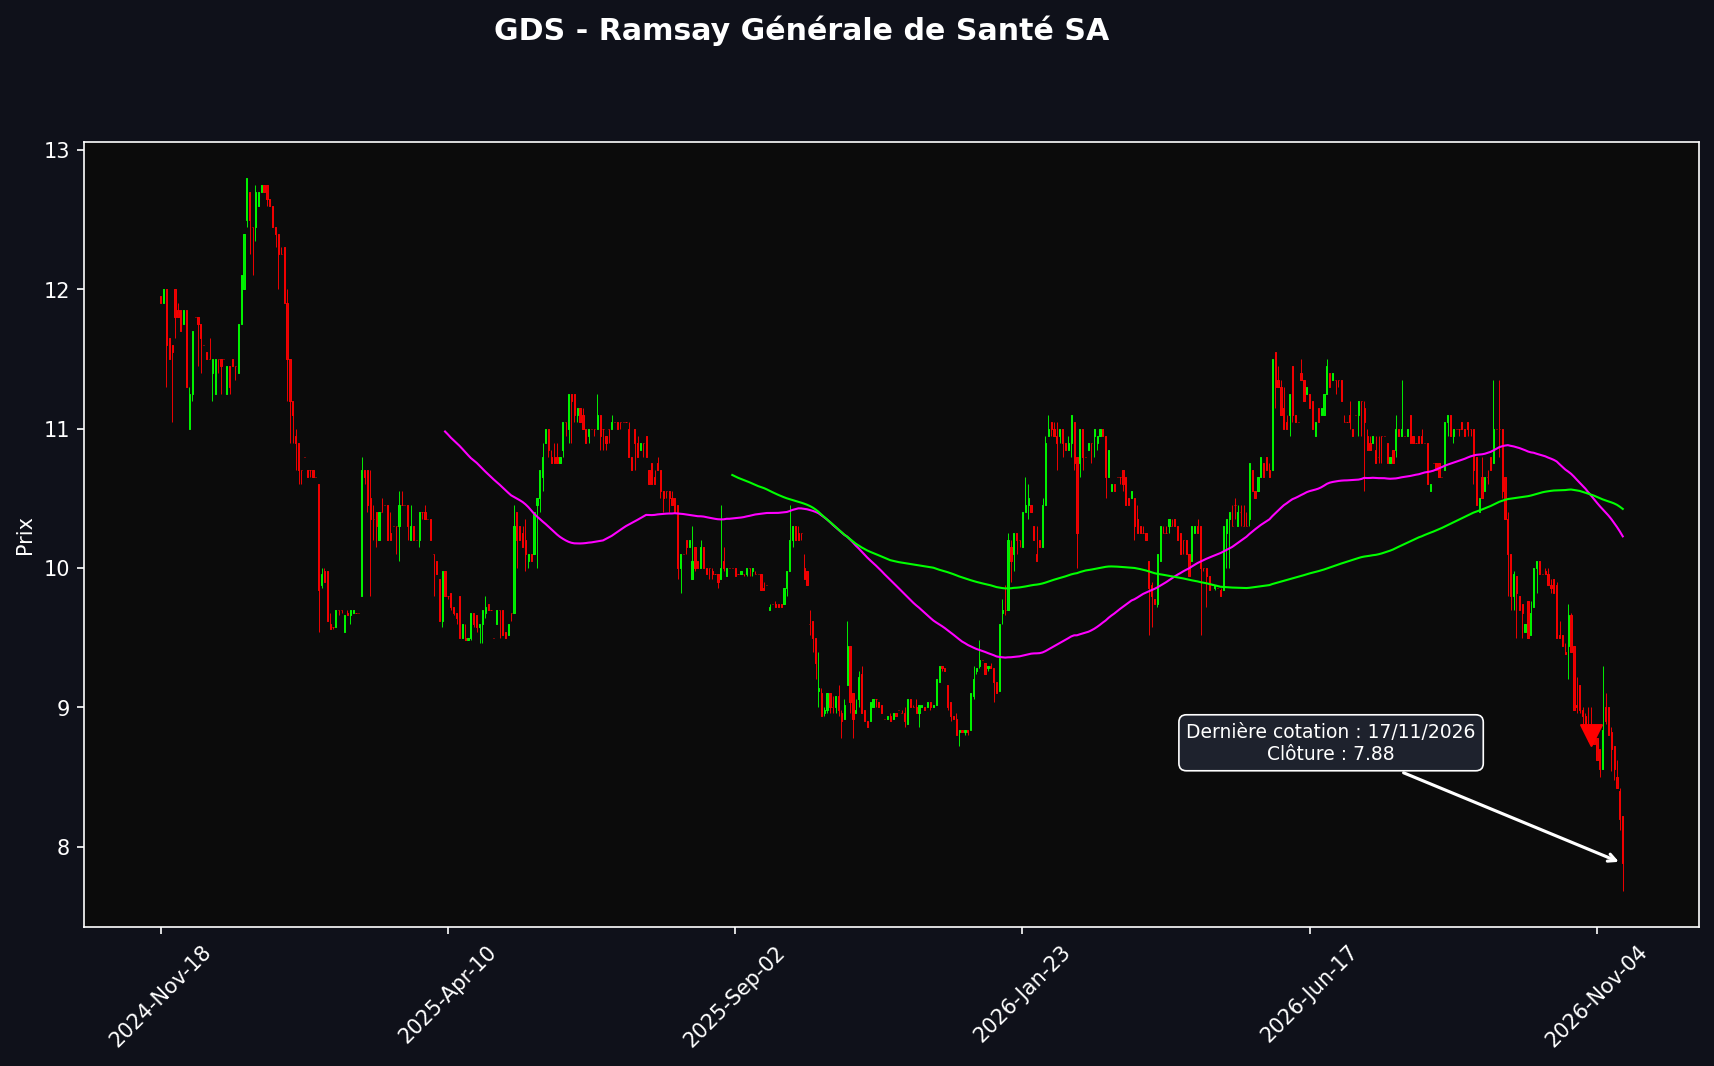 GDS - Ramsay Générale de Santé SA
13
12
11
10
9
8
Prix
Dernière cotation : 17/11/2026
Clôture : 7.88
2024-Nov-18
2025-Apr-10
2025-Sep-02
2026-Jan-23
2026-Jun-17
2026-Nov-04